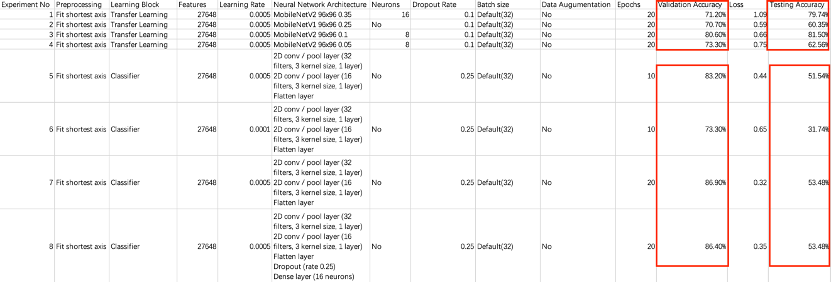 Experiment No Preprocessing Learning Block Features Learning Rate Neural Network Architecture Neurons Dropout Rate Batch size Data Augumentation Epochs Validation Accuracy Loss Testing Accuracy
1 Fit shortest axis Transfer Learning 27648 0.0005 MobileNetV2 96x96 0.35 16 0.1 Default(32) No 20 71.20% 1.09 79.74%
2 Fit shortest axis Transfer Learning 27648 0.0005 MobileNetV1 96x96 0.25 No 0.1 Default(32) No 20 70.70% 0.59 60.35%
3 Fit shortest axis Transfer Learning 27648 0.0005 MobileNetV2 96x96 0.1 8 0.1 Default(32) No 20 80.60% 0.66 81.50%
4 Fit shortest axis Transfer Learning 27648 0.0005 MobileNetV2 96x96 0.05 8 0.1 Default(32) No 20 73.30% 0.75 62.56%
2D conv / pool layer (32
filters, 3 kernel size, 1 layer)
5 Fit shortest axis Classifier 27648 0.0005 2D conv / pool layer (16 No 0.25 Default(32) No 10 83.20% 0.44 51.54%
filters, 3 kernel size, 1 layer)
Flatten layer
2D conv / pool layer (32
filters, 3 kernel size, 1 layer)
6 Fit shortest axis Classifier 27648 0.0001 2D conv / pool layer (16 No 0.25 Default(32) No 10 73.30% 0.65 31.74%
filters, 3 kernel size, 1 layer)
Flatten layer
2D conv / pool layer (32
filters, 3 kernel size, 1 layer)
7 Fit shortest axis Classifier 27648 0.0005 2D conv / pool layer (16 No 0.25 Default(32) No 20 86.90% 0.32 53.48%
filters, 3 kernel size, 1 layer)
Flatten layer
2D conv / pool layer (32
filters, 3 kernel size, 1 layer)
2D conv / pool layer (16
8 Fit shortest axis Classifier 27648 0.0005 filters, 3 kernel size, 1 layer) No 0.25 Default(32) No 20 86.40% 0.35 53.48%
Flatten layer
Dropout (rate 0.25)
Dense layer (16 neurons)